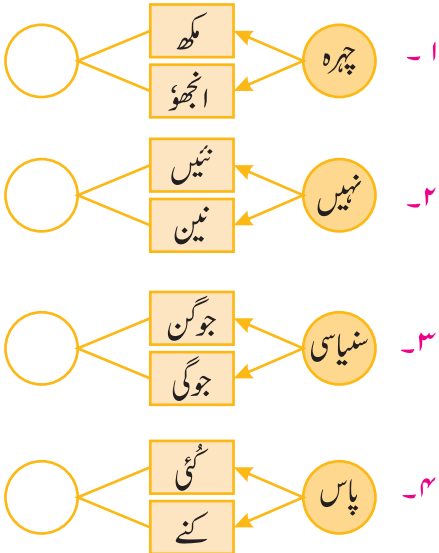 ۱ ۔ چہرہ مکھ
انجھوٗ
۲۔ نہیں نئیں
نین
۳۔ سنیاسی جوگن
جوگی
۴۔ پاس کُئی
کنے